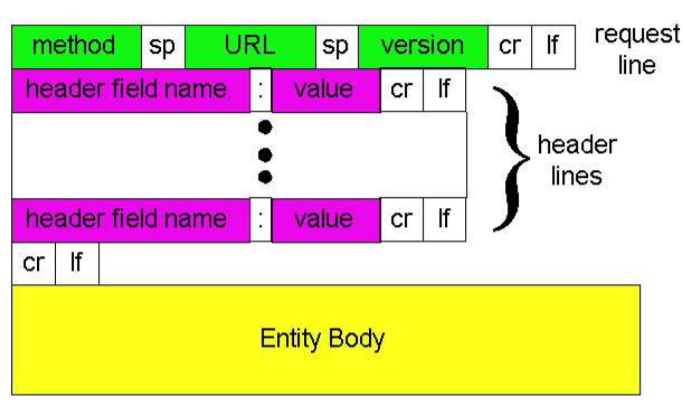 method sp URL sp version cr lf request line
header field name : value cr lf
header lines
header field name : value cr lf
cr lf
Entity Body